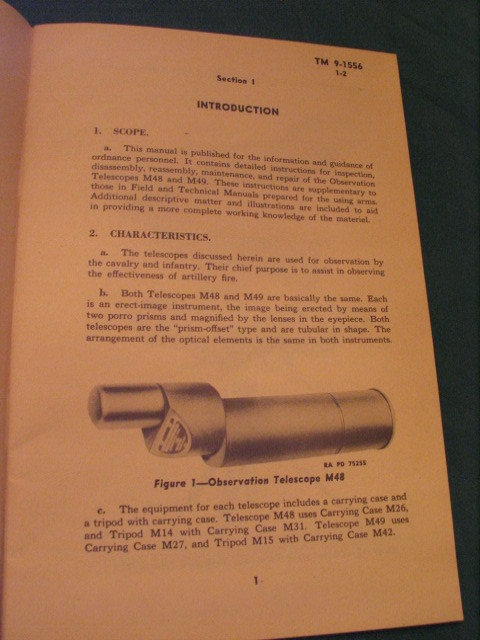 TM 9-1556
1-2
Section 1
INTRODUCTION
1. SCOPE.
a. This manual is published for the information and guidance of
ordnance personnel. It contains detailed instructions for inspection,
disassembly, reassembly, maintenance, and repair of the Observation
Telescopes M48 and M49. These instructions are supplementary to
those in Field and Technical Manuals prepared for the using arms.
Additional descriptive matter and illustrations are included to aid
in providing a more complete working knowledge of the materiel.
2. CHARACTERISTICS.
a. The telescopes discussed herein are used for observation by
the cavalry and infantry. Their chief purpose is to assist in observing
the effectiveness of artillery fire.
b. Both Telescopes M48 and M49 are basically the same. Each
is an erect-image instrument, the image being erected by means of
two porro prisms and magnified by the lenses in the eyepiece. Both
telescopes are the "prism-offset" type and are tubular in shape. The
arrangement of the optical elements is the same in both instruments.
RA PD 75255
Figure 1—Observation Telescope M48
c. The equipment for each telescope includes a carrying case and
a tripod with carrying case. Telescope M48 uses Carrying Case M26,
and Tripod M14 with Carrying Case M31. Telescope M49 uses
Carrying Case M27, and Tripod M15 with Carrying Case M42.
1